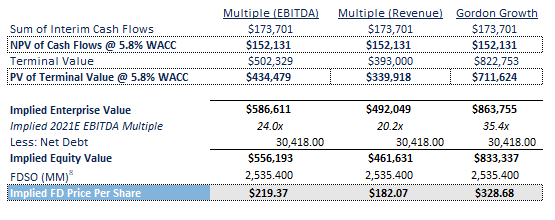 Multiple (EBITDA) Multiple (Revenue) Gordon Growth
Sum of Interim Cash Flows $173,701 $173,701 $173,701
NPV of Cash Flows @ 5.8% WACC $152,131 $152,131 $152,131
Terminal Value $502,329 $393,000 $822,753
PV of Terminal Value @ 5.8% WACC $434,479 $339,918 $711,624
Implied Enterprise Value $586,611 $492,049 $863,755
Implied 2021E EBITDA Multiple 24.0x 20.2x 35.4x
Less: Net Debt 30,418.00 30,418.00 30,418.00
Implied Equity Value $556,193 $461,631 $833,337
FDSO (MM)⁸ 2,535.400 2,535.400 2,535.400
Implied FD Price Per Share $219.37 $182.07 $328.68